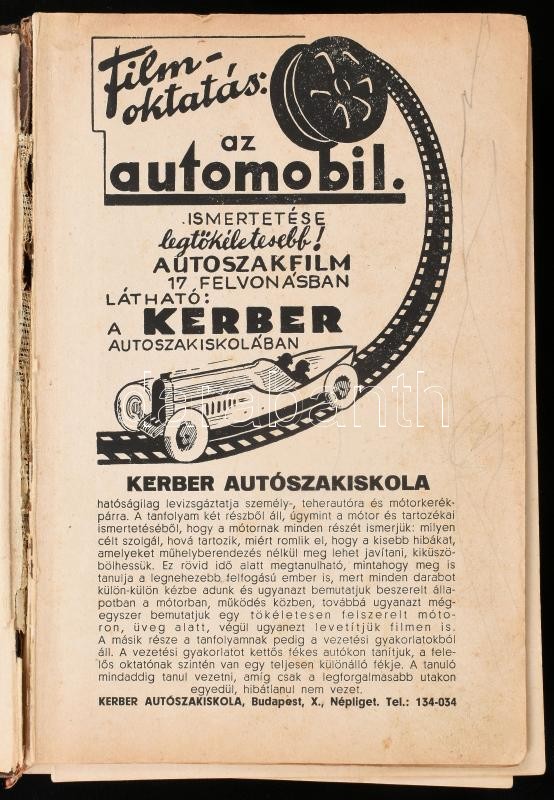 Film-
oktatás:
az
automobil.
ISMERTETÉSE
legtökéletesebb!
AUTOSZAKFILM
17 FELVONÁSBAN
LÁTHATÓ:
A KERBER
AUTOSZAKISKOLÁBAN
darabanth
KERBER AUTÓSZAKISKOLA
hatóságilag levizsgáztatja személy-, teherautóra és mótorkerék-
párra. A tanfolyam két részből áll, úgymint a mótor és tartozékai
ismertetéséből, hogy a mótornak minden részét ismerjük: milyen
célt szolgál, hová tartozik, miért romlik el, hogy a kisebb hibákat,
amelyeket műhelyberendezés nélkül meg lehet javítani, kiküszö-
bölhessük. Ez rövid idő alatt megtanulható, mintahogy meg is
tanulja a legnehezebb felfogású ember is, mert minden darabot
külön-külön kézbe adunk és ugyanazt bemutatjuk beszerelt álla-
potban a mótorban, működés közben, továbbá ugyanazt még-
egyszer bemutatjuk egy tökéletesen felszerelt móto-
ron, üveg alatt, végül ugyanezt levetítjük filmen is.
A másik része a tanfolyamnak pedig a vezetési gyakorlatokból
áll. A vezetési gyakorlatot kettős fékes autókon tanítjuk, a fele-
lős oktatónak szintén van egy teljesen különálló fékje. A tanuló
mindaddig tanul vezetni, amíg csak a legforgalmasabb utakon
egyedül, hibátlanul nem vezet.
KERBER AUTÓSZAKISKOLA, Budapest, X., Népliget. Tel.: 134-034